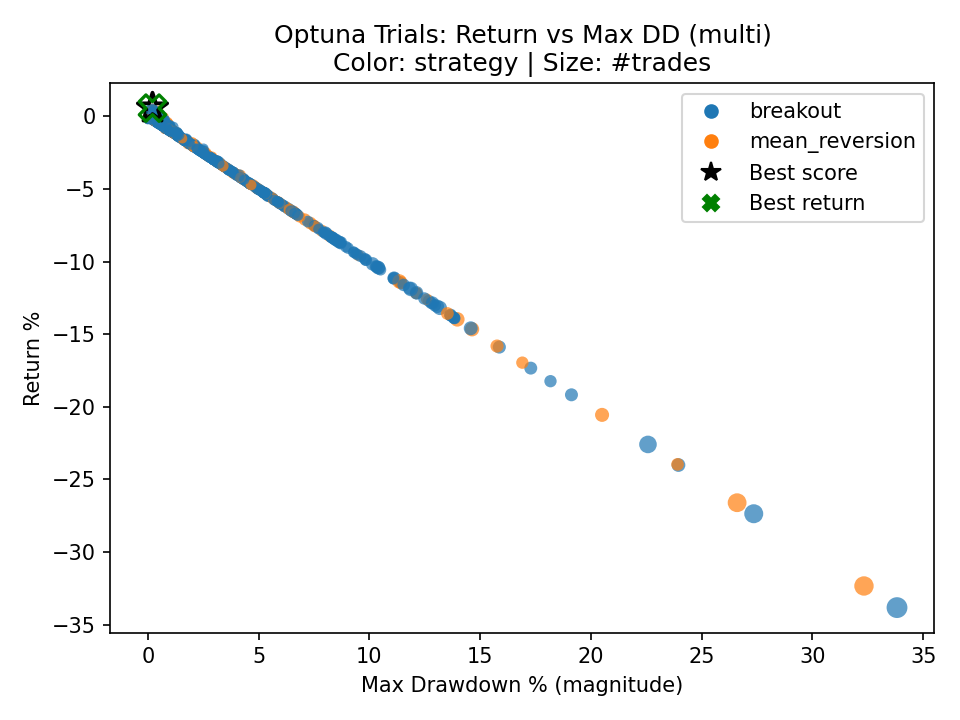 Optuna Trials: Return vs Max DD (multi)
Color: strategy | Size: #trades
breakout
mean_reversion
Best score
Best return
Return %
0
−5
−10
−15
−20
−25
−30
−35
0 5 10 15 20 25 30 35
Max Drawdown % (magnitude)